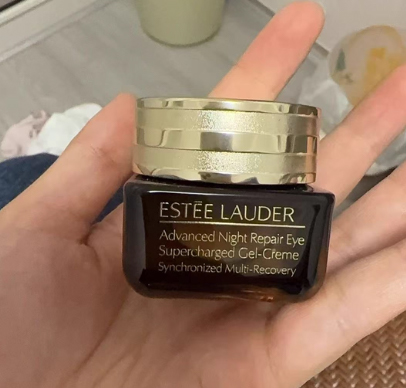 ESTĒE LAUDER
Advanced Night Repair Eye
Supercharged Gel-Crème
Synchronized Multi-Recovery